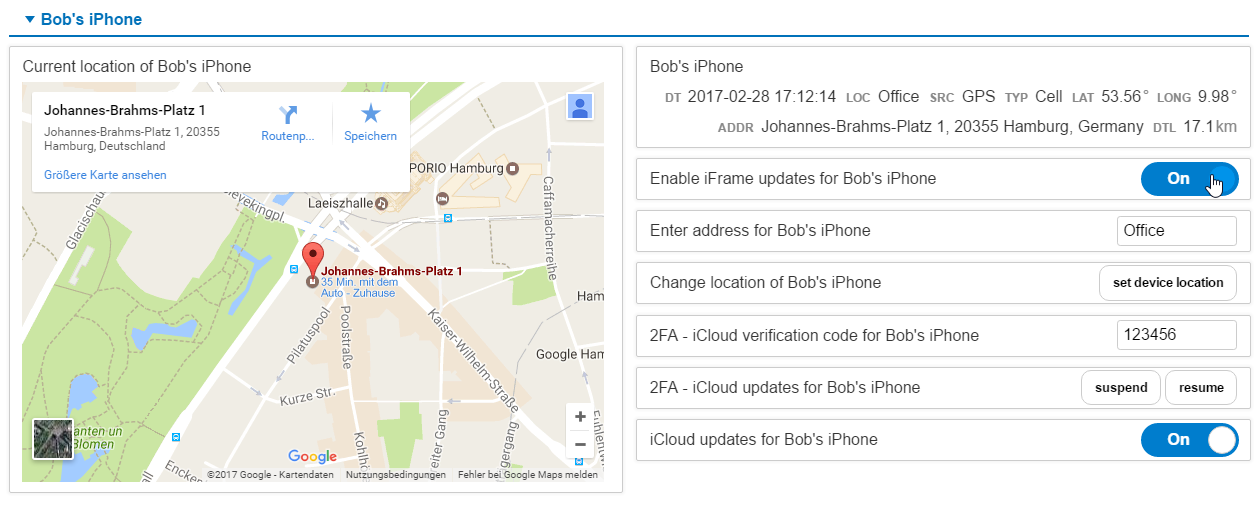 Bob's iPhone
Current location of Bob's iPhone
Johannes-Brahms-Platz 1
Johannes-Brahms-Platz 1, 20355
Hamburg, Deutschland
Größere Karte ansehen
Routenp...
Speichern
PORIO Hamburg
Laeiszhalle
Caffamacherreihe
Glacischau
Johannes-Brahms-Platz 1
35 Min. mit dem
Auto - Zuhause
Ham
Pilatuspool
Poolstraße
Kaiser-Wilhelm-Straße
Google Ham
Kurze Str.
anten un
Blomen
Google
©2017 Google - Kartendaten
Nutzungsbedingungen
Fehler bei Google Maps melden
Bob's iPhone
DT 2017-02-28 17:12:14 LOC Office SRC GPS TYP Cell LAT 53.56° LONG 9.98°
ADDR Johannes-Brahms-Platz 1, 20355 Hamburg, Germany DTL 17.1km
Enable iFrame updates for Bob's iPhone On
Enter address for Bob's iPhone Office
Change location of Bob's iPhone set device location
2FA - iCloud verification code for Bob's iPhone 123456
2FA - iCloud updates for Bob's iPhone suspend resume
iCloud updates for Bob's iPhone On